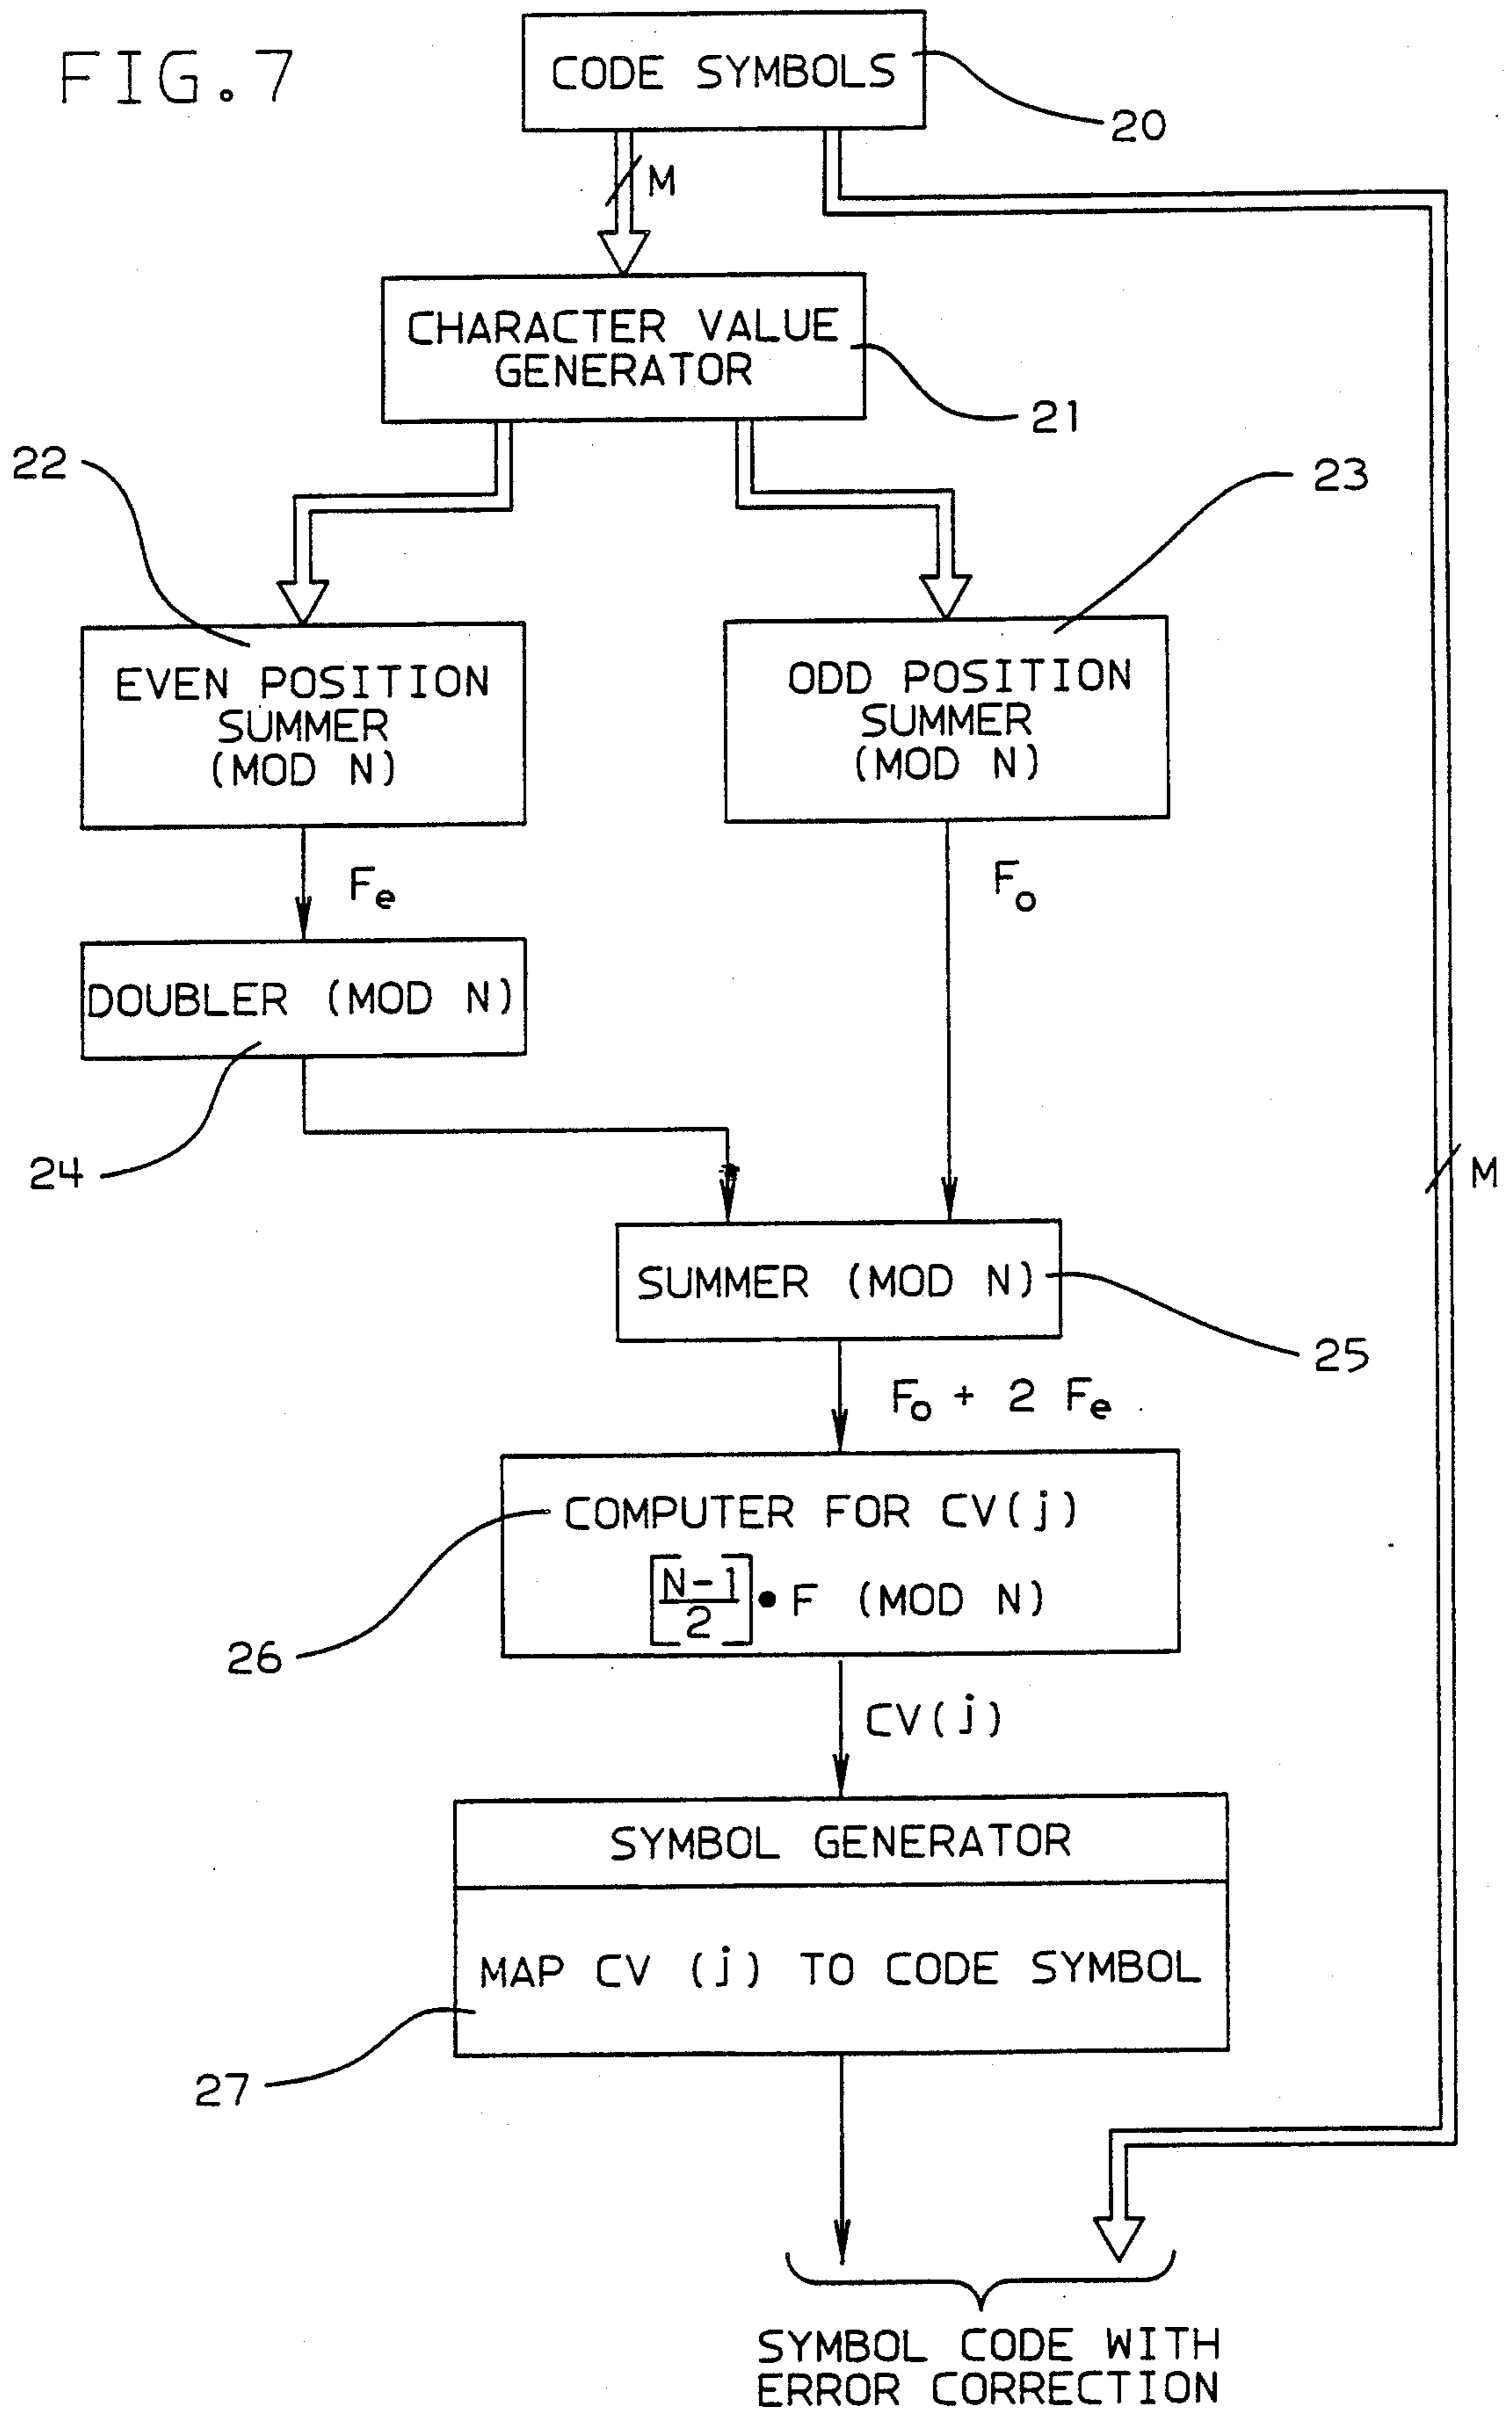 FIG.7
CODE SYMBOLS
20
M
CHARACTER VALUE
GENERATOR
21
22
23
EVEN POSITION
SUMMER
(MOD N)
ODD POSITION
SUMMER
(MOD N)
Fe
Fo
DOUBLER (MOD N)
24
M
SUMMER (MOD N)
25
Fo + 2 Fe
COMPUTER FOR CV(j)
[N-1/2] • F (MOD N)
26
CV(j)
SYMBOL GENERATOR
MAP CV (j) TO CODE SYMBOL
27
SYMBOL CODE WITH
ERROR CORRECTION